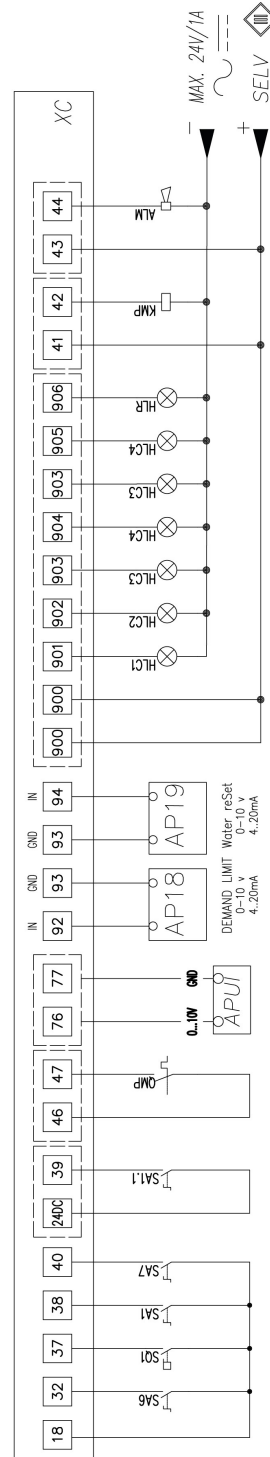 XC
44
43
42
41
906
905
903
904
903
902
901
900
900
94
93
93
92
77
76
47
46
39
24DC
40
38
37
32
18
IN
GND
GND
IN
ALM
KMP
HLR
HLC4
HLC3
HLC4
HLC3
HLC2
HLC1
AP19
AP18
Water reSet
0-10 v
4..20mA
DEMAND LIMIT
0-10 v
4..20mA
GND
0...10V
APUI
QMP
SA1.1
SA7
SA1
SQ1
SA6
MAX. 24V/1A
-
+
SELV
III